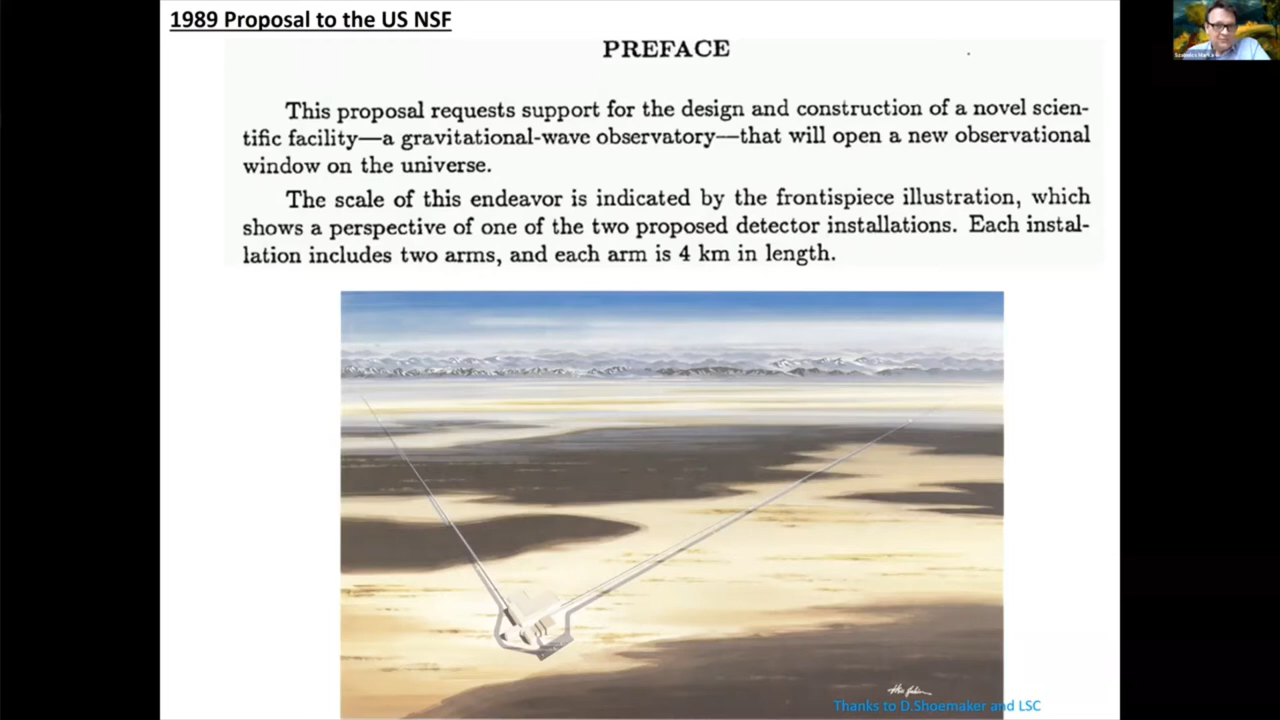 1989 Proposal to the US NSF
PREFACE
This proposal requests support for the design and construction of a novel scien-
tific facility—a gravitational-wave observatory—that will open a new observational
window on the universe.
The scale of this endeavor is indicated by the frontispiece illustration, which
shows a perspective of one of the two proposed detector installations. Each instal-
lation includes two arms, and each arm is 4 km in length.
Thanks to D.Shoemaker and LSC